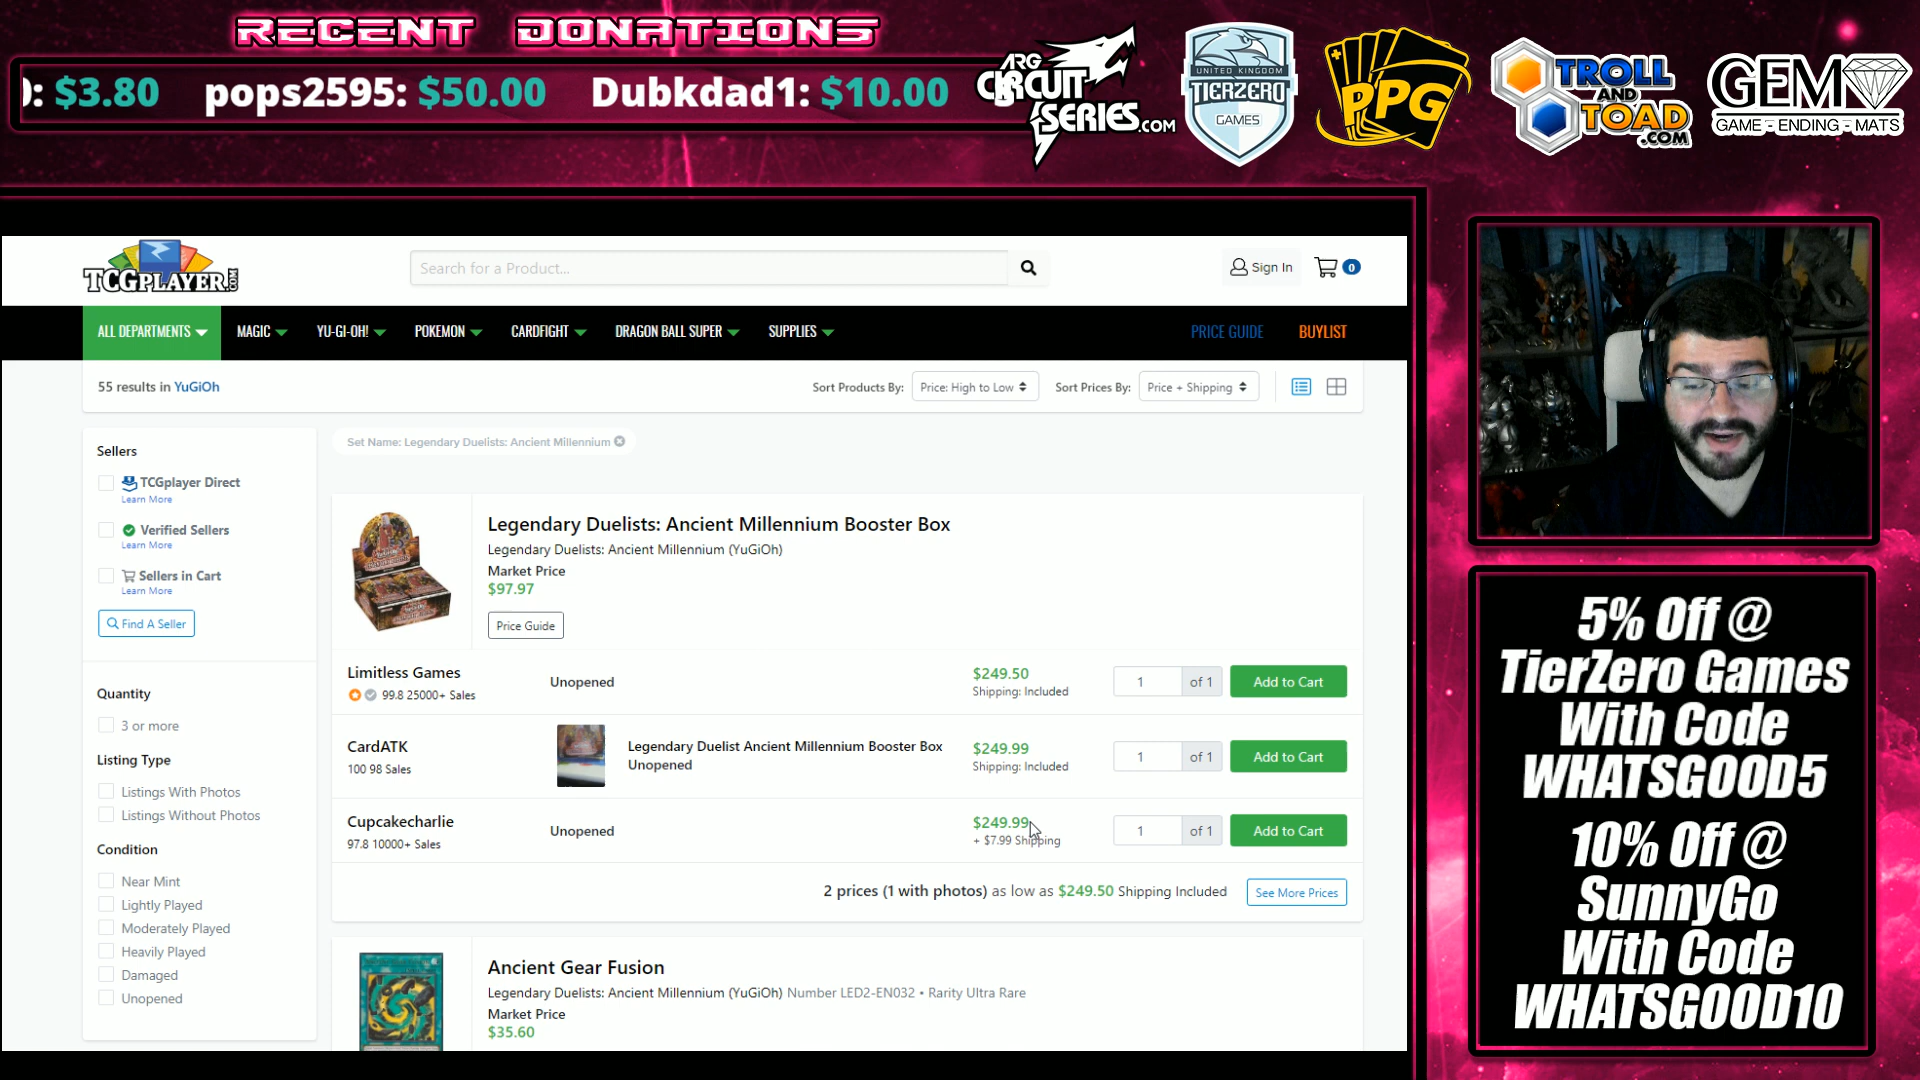 RECENT DONATIONS
): $3.80 pops2595: $50.00 Dubkdad1: $10.00
ARG
CIRCUIT
SERIES.COM
UNITED KINGDOM
TIERZERO
GAMES
PPG
TROLL
AND
TOAD
.COM
GEM
GAME - ENDING - MATS
TCGPLAYER.COM
Search for a Product...
Sign In
0
ALL DEPARTMENTS
MAGIC
YU-GI-OH!
POKEMON
CARDFIGHT
DRAGON BALL SUPER
SUPPLIES
PRICE GUIDE
BUYLIST
55 results in YuGiOh
Sort Products By: Price: High to Low
Sort Prices By: Price + Shipping
Set Name: Legendary Duelists: Ancient Millennium
Sellers
TCGplayer Direct
Learn More
Verified Sellers
Learn More
Sellers in Cart
Learn More
Find A Seller
Quantity
3 or more
Listing Type
Listings With Photos
Listings Without Photos
Condition
Near Mint
Lightly Played
Moderately Played
Heavily Played
Damaged
Unopened
Legendary Duelists: Ancient Millennium Booster Box
Legendary Duelists: Ancient Millennium (YuGiOh)
Market Price
$97.97
Price Guide
Limitless Games
99.8 25000+ Sales
Unopened
$249.50
Shipping: Included
1 of 1
Add to Cart
CardATK
100 98 Sales
Legendary Duelist Ancient Millennium Booster Box
Unopened
$249.99
Shipping: Included
1 of 1
Add to Cart
Cupcakecharlie
97.8 10000+ Sales
Unopened
$249.99
+ $7.99 Shipping
1 of 1
Add to Cart
2 prices (1 with photos) as low as $249.50 Shipping Included
See More Prices
Ancient Gear Fusion
Legendary Duelists: Ancient Millennium (YuGiOh) Number LED2-EN032 • Rarity Ultra Rare
Market Price
$35.60
5% Off @
TierZero Games
With Code
WHATSGOOD5
10% Off @
SunnyGo
With Code
WHATSGOOD10